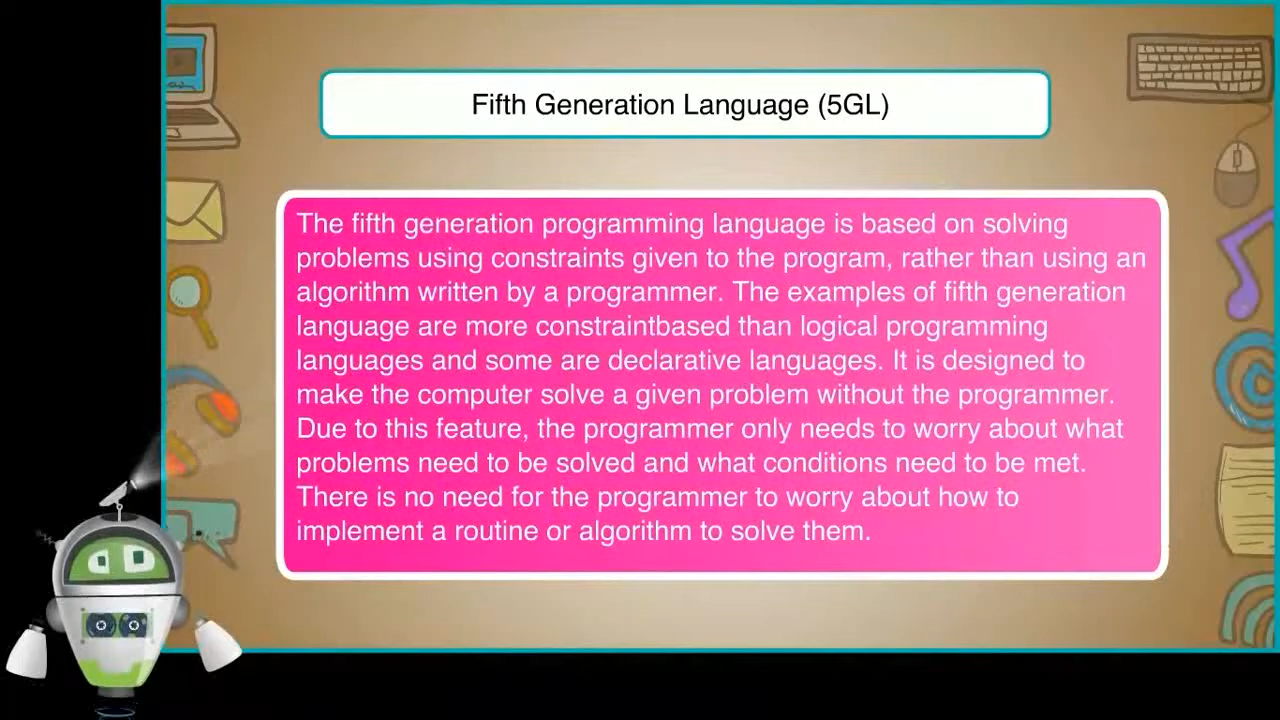 Fifth Generation Language (5GL)
The fifth generation programming language is based on solving
problems using constraints given to the program, rather than using an
algorithm written by a programmer. The examples of fifth generation
language are more constraintbased than logical programming
languages and some are declarative languages. It is designed to
make the computer solve a given problem without the programmer.
Due to this feature, the programmer only needs to worry about what
problems need to be solved and what conditions need to be met.
There is no need for the programmer to worry about how to
implement a routine or algorithm to solve them.